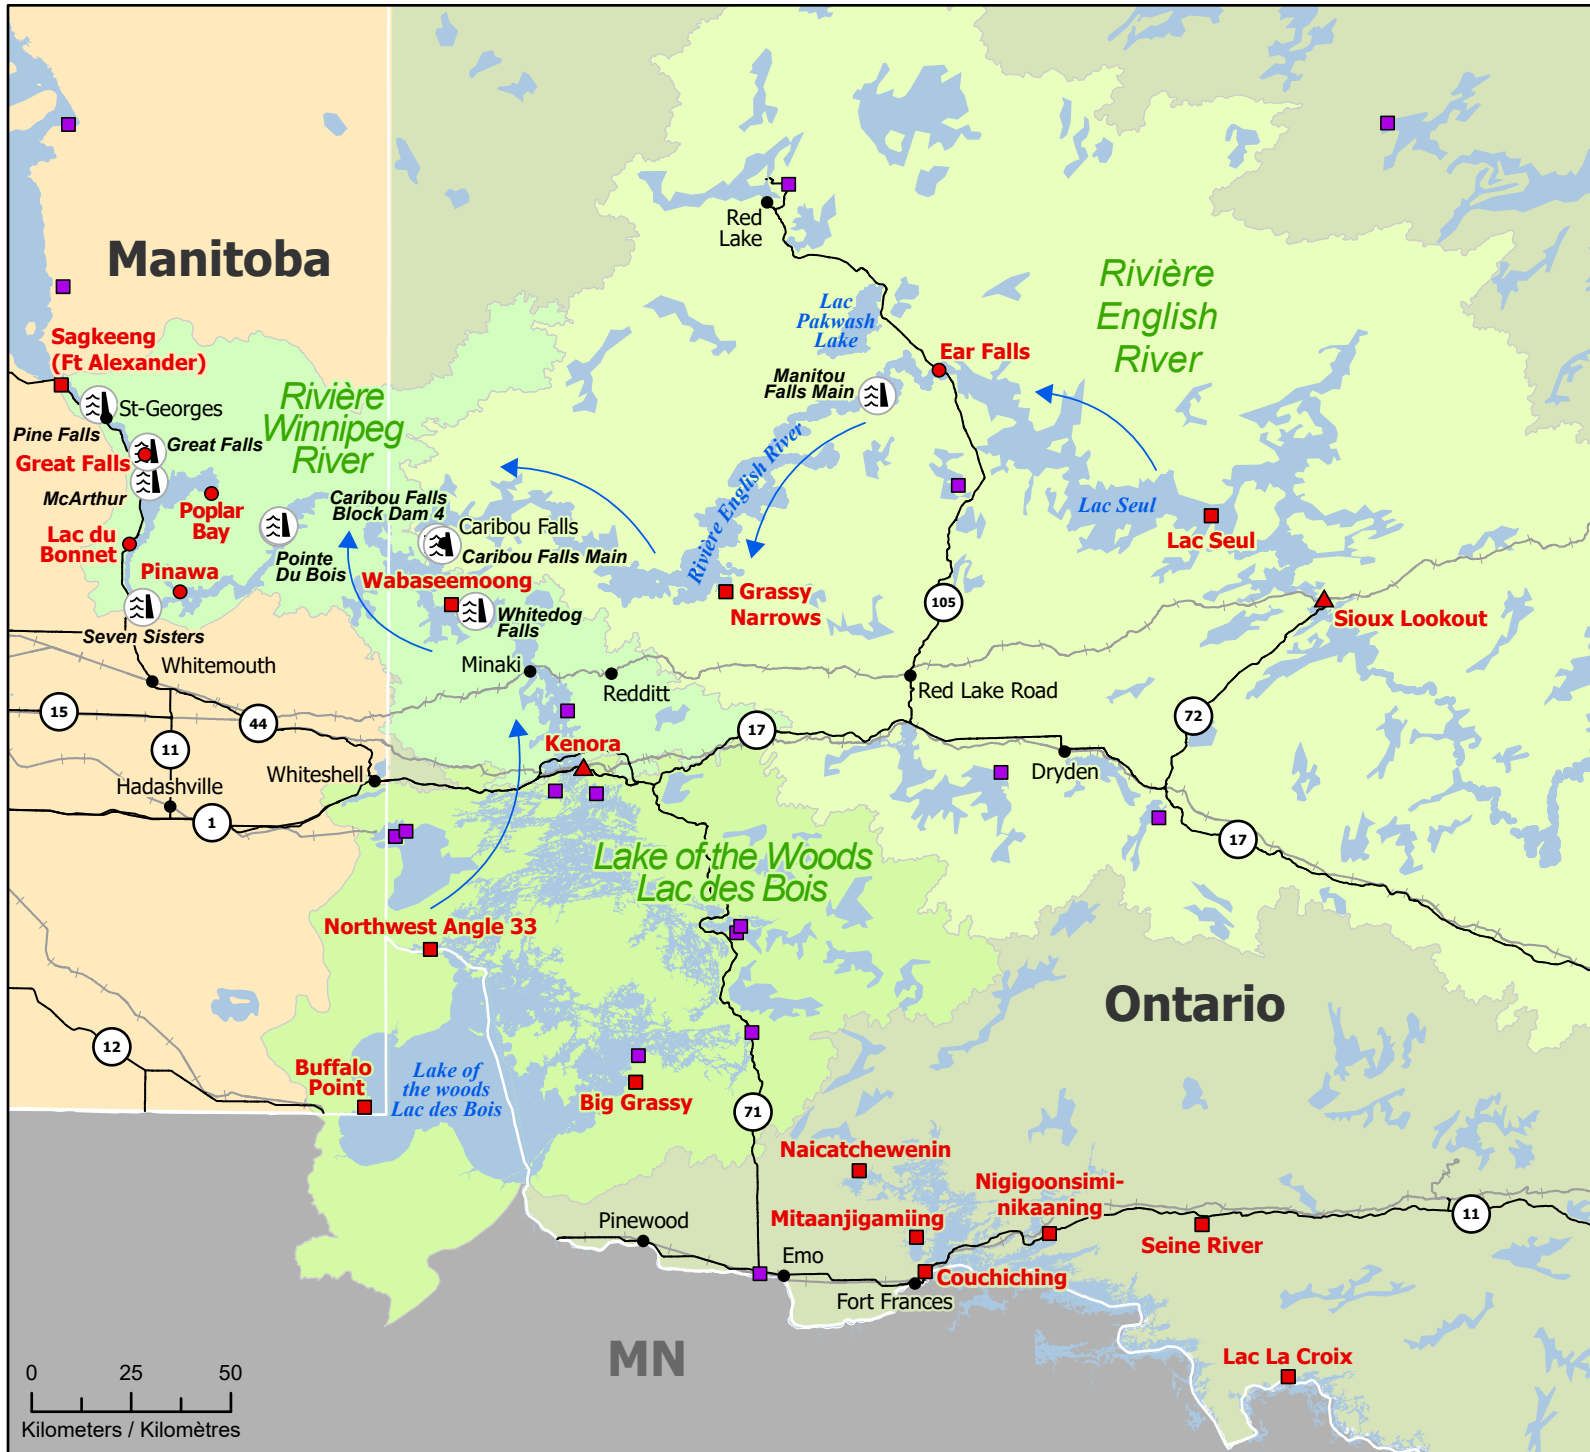 Manitoba
Red
Lake
Rivière
English
River
Lac
Pakwash
Lake
Sagkeeng
(Ft Alexander)
Ear Falls
Manitou
Falls Main
St-Georges
Rivière
Winnipeg
River
Pine Falls
Great Falls
Great Falls
McArthur
Poplar
Bay
Caribou Falls
Block Dam 4
Caribou Falls
Caribou Falls Main
Rivière English River
Lac Seul
Lac Seul
Lac du
Bonnet
Pointe
Du Bois
Pinawa
Wabaseemoong
Whitedog
Falls
Grassy
Narrows
105
Sioux Lookout
Seven Sisters
Whitemouth
Minaki
Redditt
Red Lake Road
15
44
11
17
72
Kenora
Whiteshell
Hadashville
Dryden
1
17
Lake of the Woods
Lac des Bois
Northwest Angle 33
Ontario
12
Buffalo
Point
Lake of
the woods
Lac des Bois
Big Grassy
71
Naicatchewenin
Nigigoonsimi-
nikaaning
Mitaanjigamiing
Pinewood
11
Seine River
Emo
Couchiching
Fort Frances
MN
Lac La Croix
0 25 50
Kilometers / Kilomètres